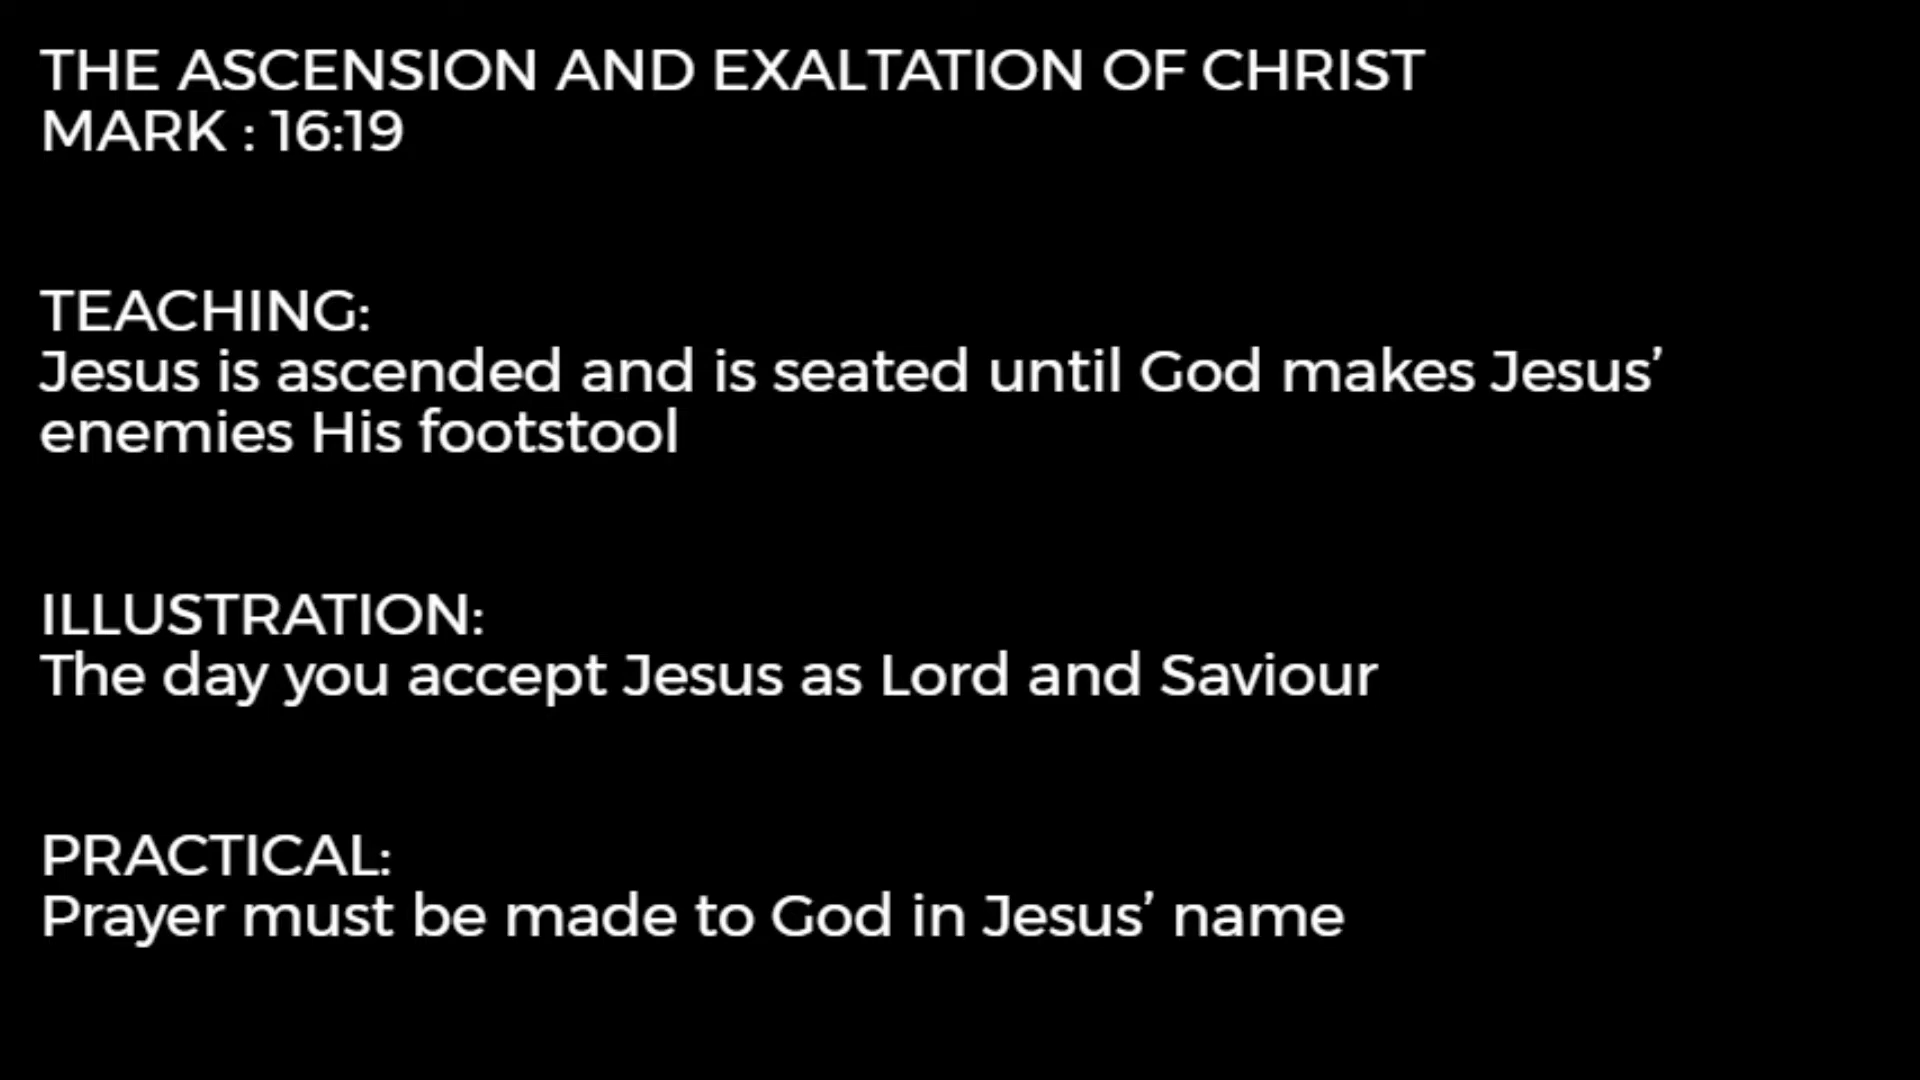 THE ASCENSION AND EXALTATION OF CHRIST
MARK : 16:19
TEACHING:
Jesus is ascended and is seated until God makes Jesus’
enemies His footstool
ILLUSTRATION:
The day you accept Jesus as Lord and Saviour
PRACTICAL:
Prayer must be made to God in Jesus’ name